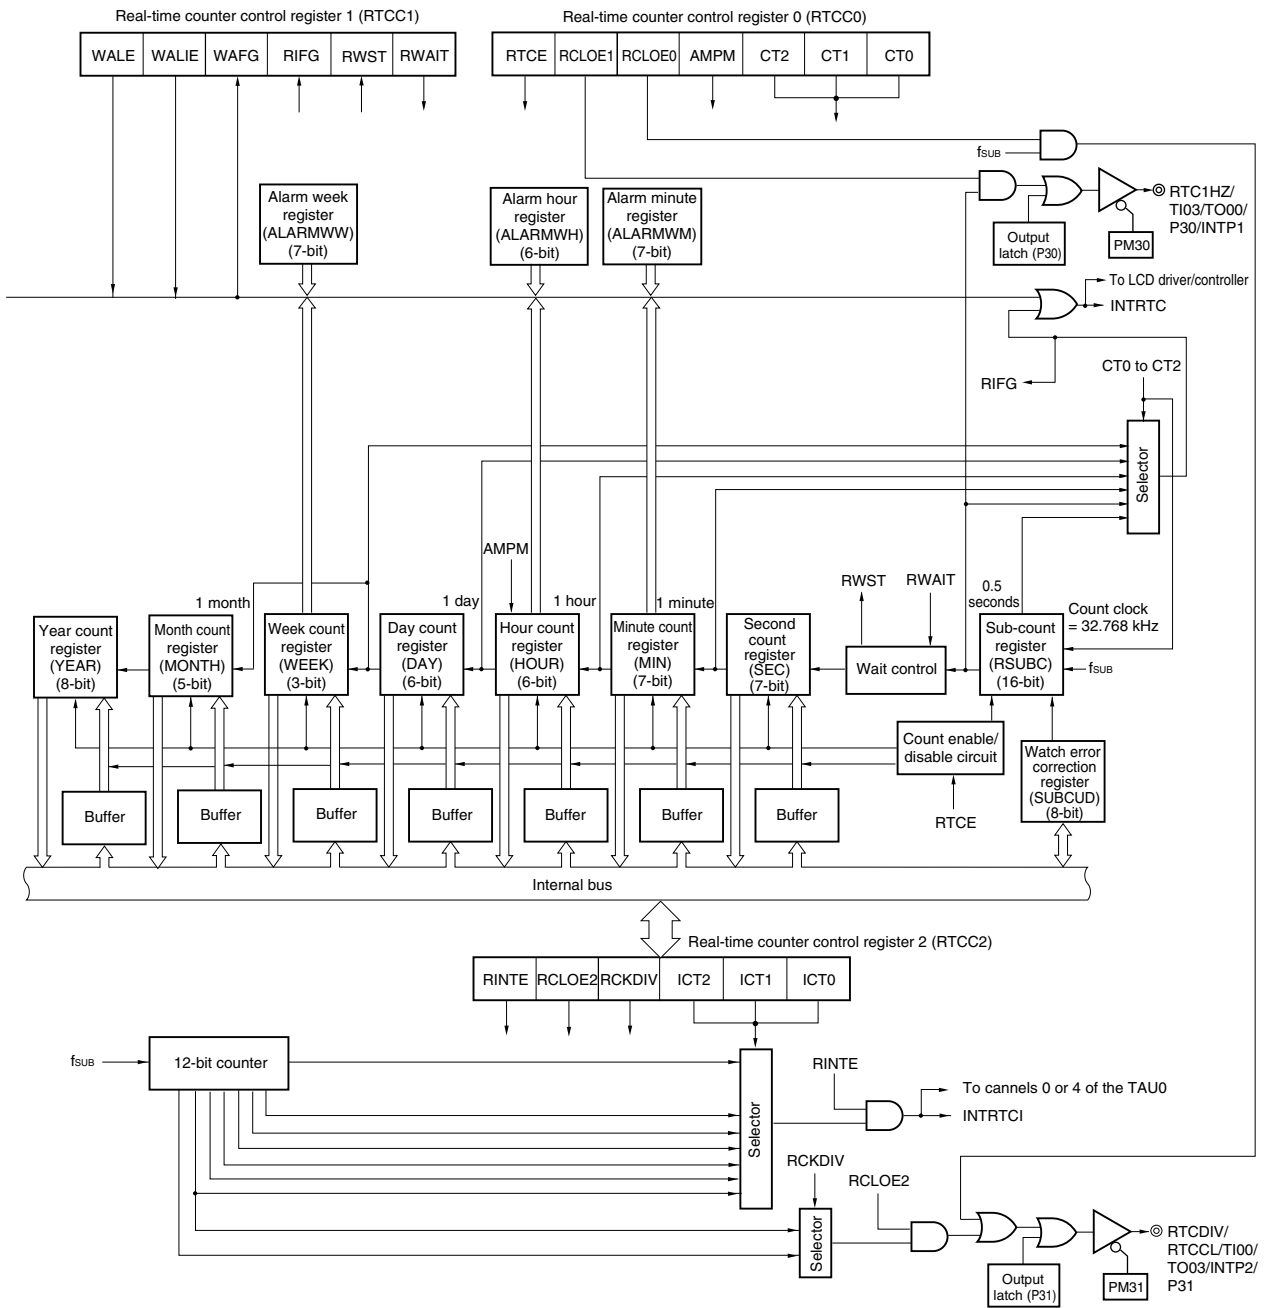 Real-time counter control register 1 (RTCC1)
Real-time counter control register 0 (RTCC0)
WALE WALIE WAFG RIFG RWST RWAIT
RTCE RCLOE1 RCLOE0 AMPM CT2 CT1 CT0
fSUB
Alarm week
register
(ALARMWW)
(7-bit)
Alarm hour
register
(ALARMWH)
(6-bit)
Alarm minute
register
(ALARMWM)
(7-bit)
Output
latch (P30)
PM30
RTC1HZ/
TI03/TO00/
P30/INTP1
To LCD driver/controller
INTRTC
RIFG
CT0 to CT2
Selector
AMPM
RWST
RWAIT
0.5
seconds
Count clock
= 32.768 kHz
1 month
1 day
1 hour
1 minute
Year count
register
(YEAR)
(8-bit)
Month count
register
(MONTH)
(5-bit)
Week count
register
(WEEK)
(3-bit)
Day count
register
(DAY)
(6-bit)
Hour count
register
(HOUR)
(6-bit)
Minute count
register
(MIN)
(7-bit)
Second
count
register
(SEC)
(7-bit)
Wait control
Sub-count
register
(RSUBC)
(16-bit)
fSUB
Count enable/
disable circuit
RTCE
Watch error
correction
register
(SUBCUD)
(8-bit)
Buffer
Buffer
Buffer
Buffer
Buffer
Buffer
Buffer
Internal bus
Real-time counter control register 2 (RTCC2)
RINTE RCLOE2 RCKDIV ICT2 ICT1 ICT0
fSUB
12-bit counter
Selector
RINTE
To cannels 0 or 4 of the TAU0
INTRTCI
RCKDIV
Selector
RCLOE2
Output
latch (P31)
PM31
RTCDIV/
RTCCL/TI00/
TO03/INTP2/
P31